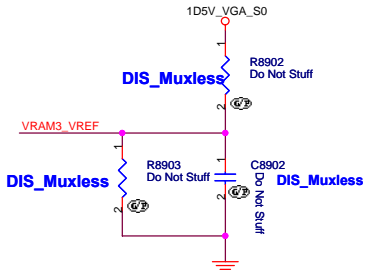 1D5V_VGA_S0
1
R8902
Do Not Stuff
DIS_Muxless
2
G/P
VRAM3_VREF
1
R8903
Do Not Stuff
DIS_Muxless
2
G/P
1
C8902
Do Not Stuff
DIS_Muxless
2
G/P